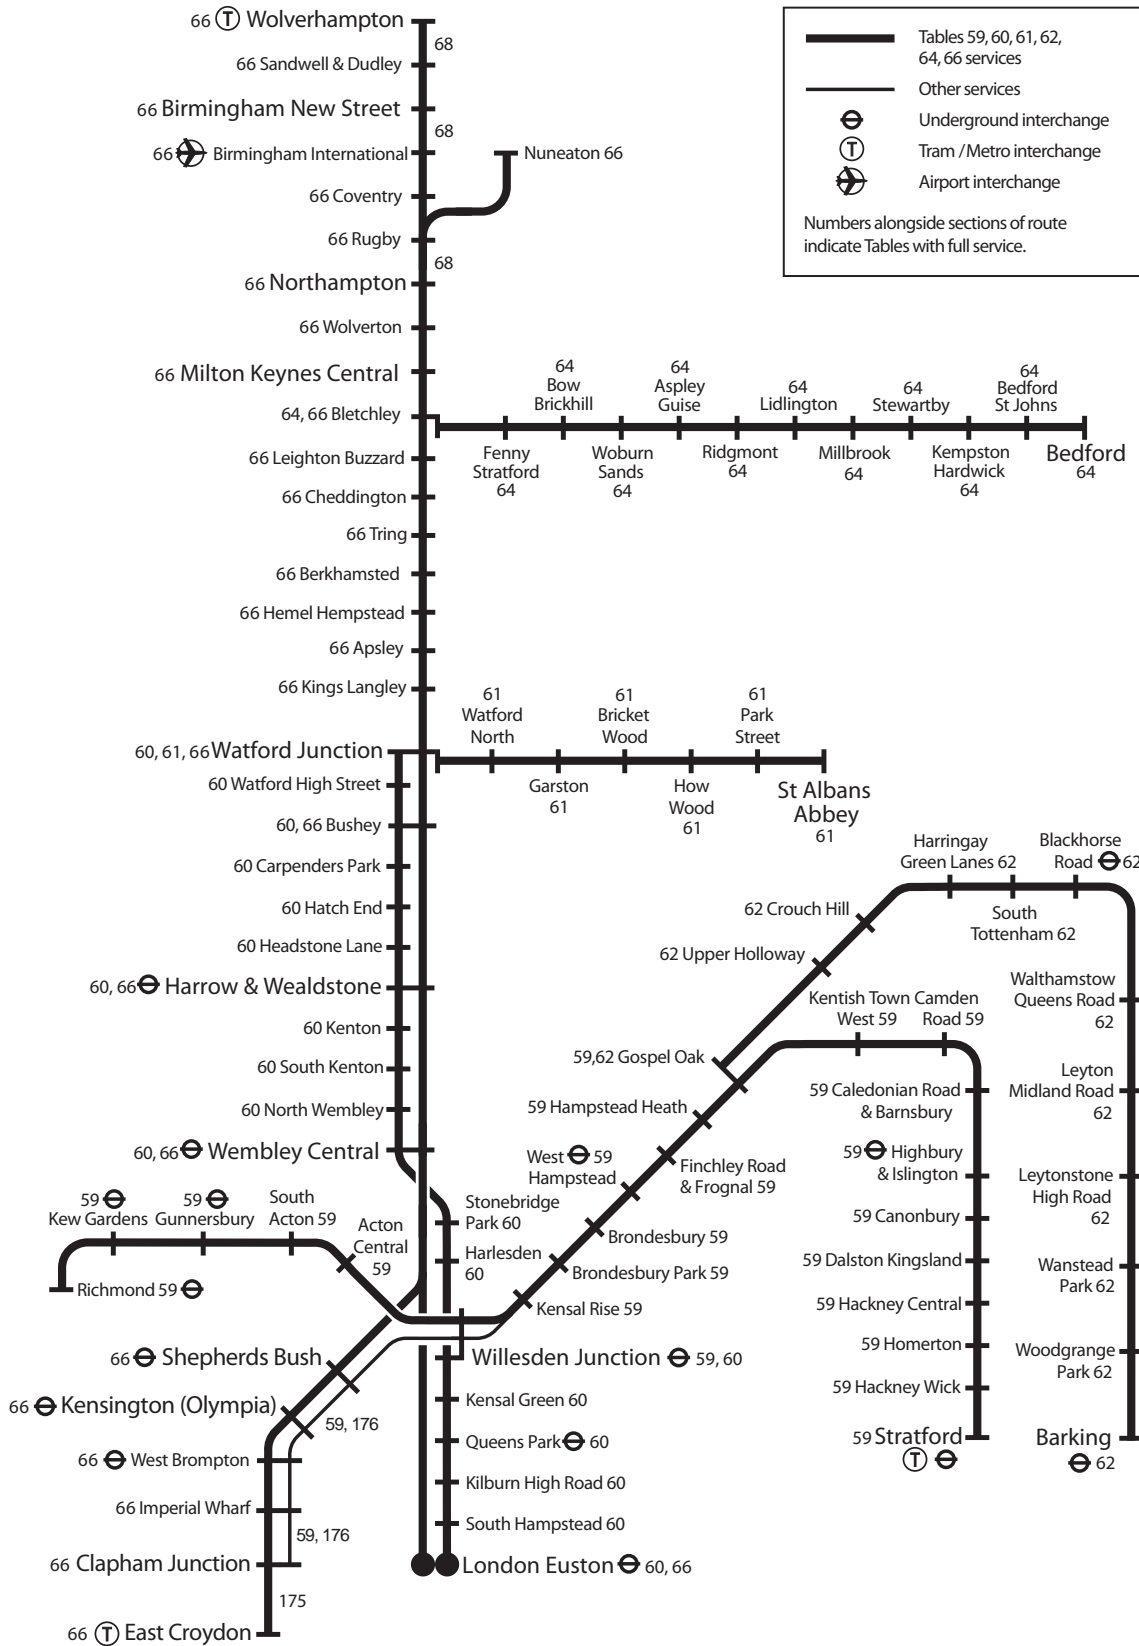 66 T Wolverhampton
68
66 Sandwell & Dudley
66 Birmingham New Street
68
66 Birmingham International
Nuneaton 66
66 Coventry
66 Rugby
68
66 Northampton
66 Wolverton
66 Milton Keynes Central
64, 66 Bletchley
Tables 59, 60, 61, 62,
64, 66 services
Other services
Underground interchange
T
Tram / Metro interchange
Airport interchange
Numbers alongside sections of route
indicate Tables with full service.
Fenny
Stratford
64
64
Bow
Brickhill
Woburn
Sands
64
64
Aspley
Guise
Ridgmont
64
64
Lidlington
Millbrook
64
64
Stewartby
Kempston
Hardwick
64
64
Bedford
St Johns
Bedford
64
66 Leighton Buzzard
66 Cheddington
66 Tring
66 Berkhamsted
66 Hemel Hempstead
66 Apsley
66 Kings Langley
60, 61, 66 Watford Junction
61
Watford
North
Garston
61
61
Bricket
Wood
How
Wood
61
61
Park
Street
St Albans
Abbey
61
60 Watford High Street
60, 66 Bushey
60 Carpenders Park
60 Hatch End
60 Headstone Lane
60, 66 Harrow & Wealdstone
60 Kenton
60 South Kenton
60 North Wembley
60, 66 Wembley Central
Stonebridge
Park 60
Harlesden
60
Willesden Junction 59, 60
Kensal Green 60
Queens Park 60
Kilburn High Road 60
South Hampstead 60
London Euston 60, 66
59
Kew Gardens
59
Gunnersbury
South
Acton 59
Acton
Central
59
Richmond 59
66 Shepherds Bush
66 Kensington (Olympia)
59, 176
66 West Brompton
66 Imperial Wharf
59, 176
66 Clapham Junction
175
66 T East Croydon
Kensal Rise 59
Brondesbury Park 59
Brondesbury 59
West 59
Hampstead
Finchley Road
& Frognal 59
59 Hampstead Heath
59,62 Gospel Oak
62 Upper Holloway
62 Crouch Hill
Harringay
Green Lanes 62
South
Tottenham 62
Blackhorse
Road 62
Walthamstow
Queens Road
62
Leyton
Midland Road
62
Leytonstone
High Road
62
Wanstead
Park 62
Woodgrange
Park 62
Barking
62
Kentish Town
West 59
Camden
Road 59
59 Caledonian Road
& Barnsbury
59 Highbury
& Islington
59 Canonbury
59 Dalston Kingsland
59 Hackney Central
59 Homerton
59 Hackney Wick
59 Stratford
T